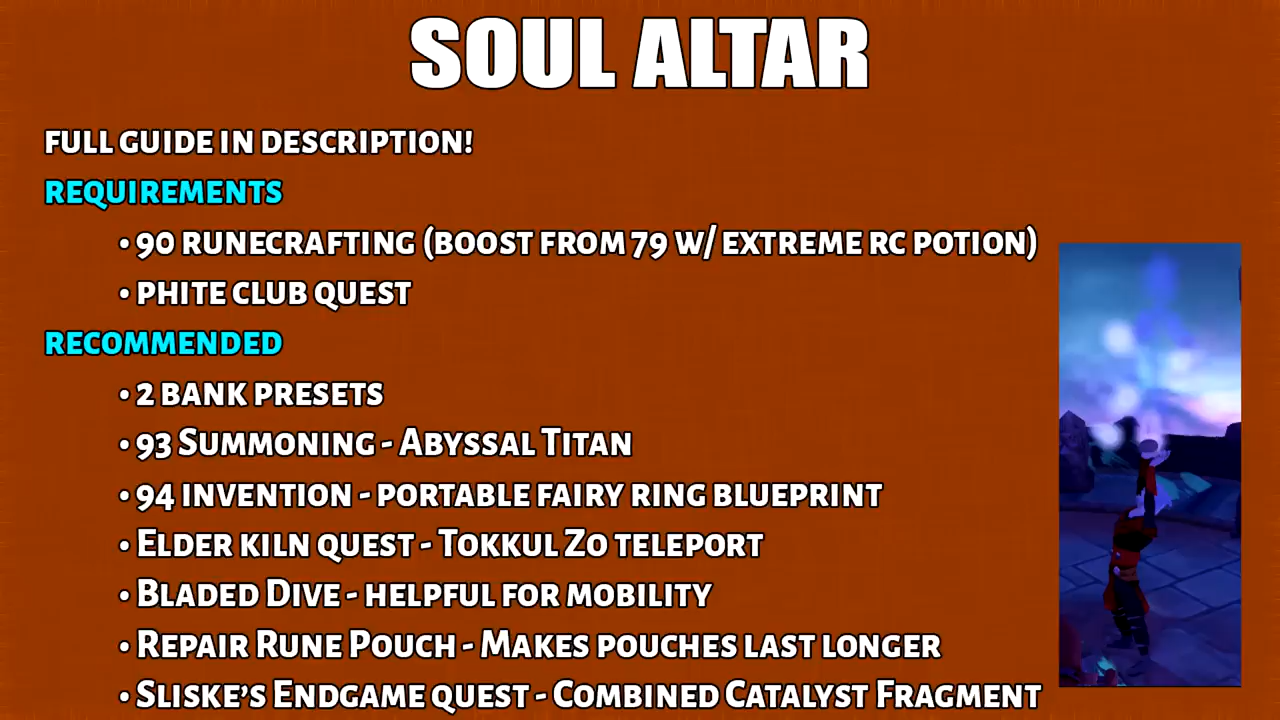 SOUL ALTAR
FULL GUIDE IN DESCRIPTION!
REQUIREMENTS
• 90 RUNECRAFTING (BOOST FROM 79 W/ EXTREME RC POTION)
• PHITE CLUB QUEST
RECOMMENDED
• 2 BANK PRESETS
• 93 SUMMONING - ABYSSAL TITAN
• 94 INVENTION - PORTABLE FAIRY RING BLUEPRINT
• ELDER KILN QUEST - TOKKUL ZO TELEPORT
• BLADED DIVE - HELPFUL FOR MOBILITY
• REPAIR RUNE POUCH - MAKES POUCHES LAST LONGER
• SLISKE'S ENDGAME QUEST - COMBINED CATALYST FRAGMENT